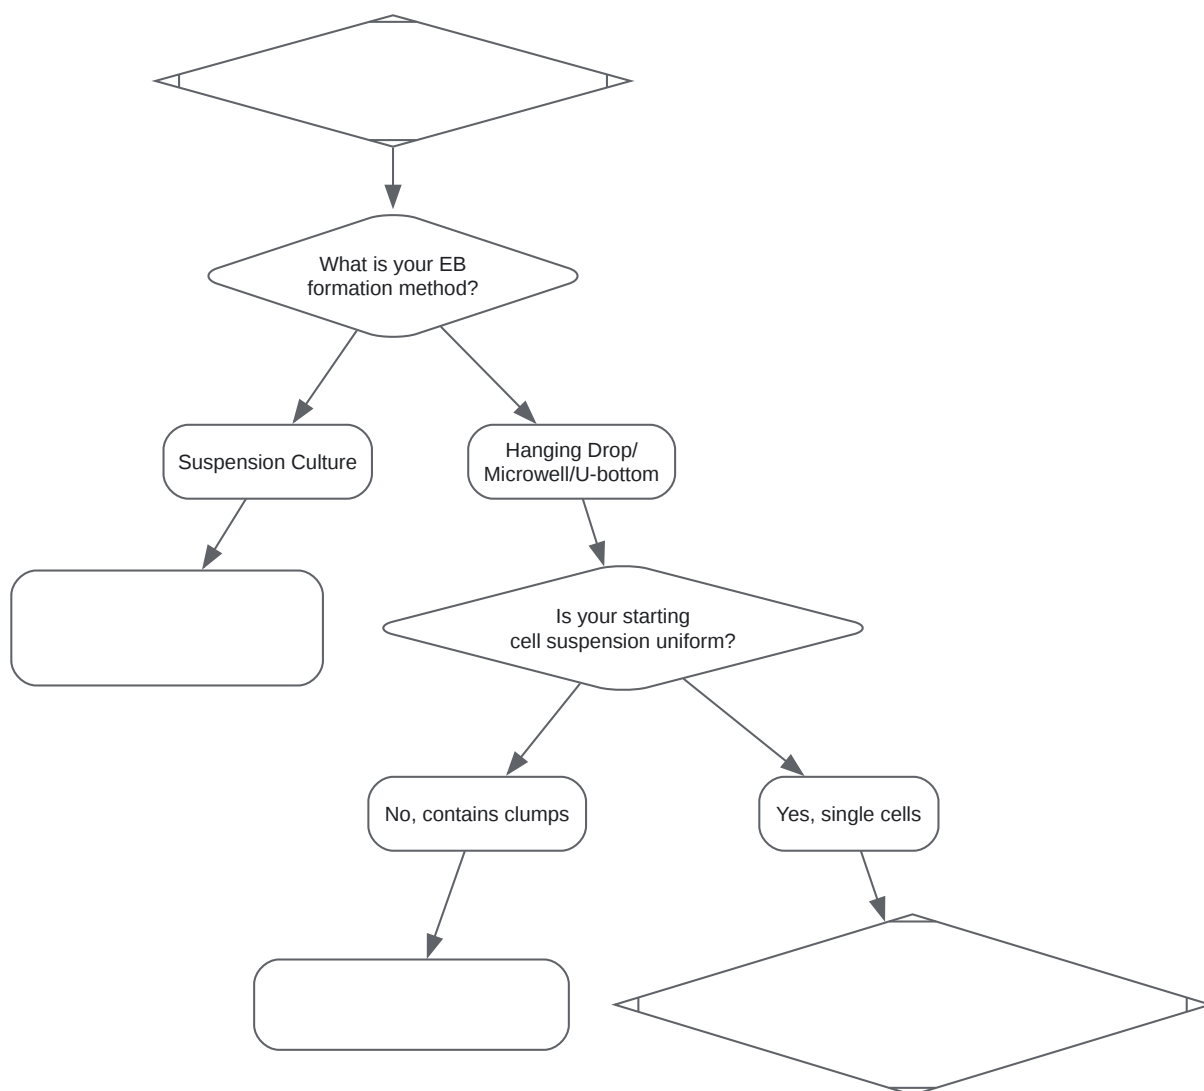 What is your EB
formation method?
Suspension Culture
Hanging Drop/
Microwell/U-bottom
Is your starting
cell suspension uniform?
No, contains clumps
Yes, single cells